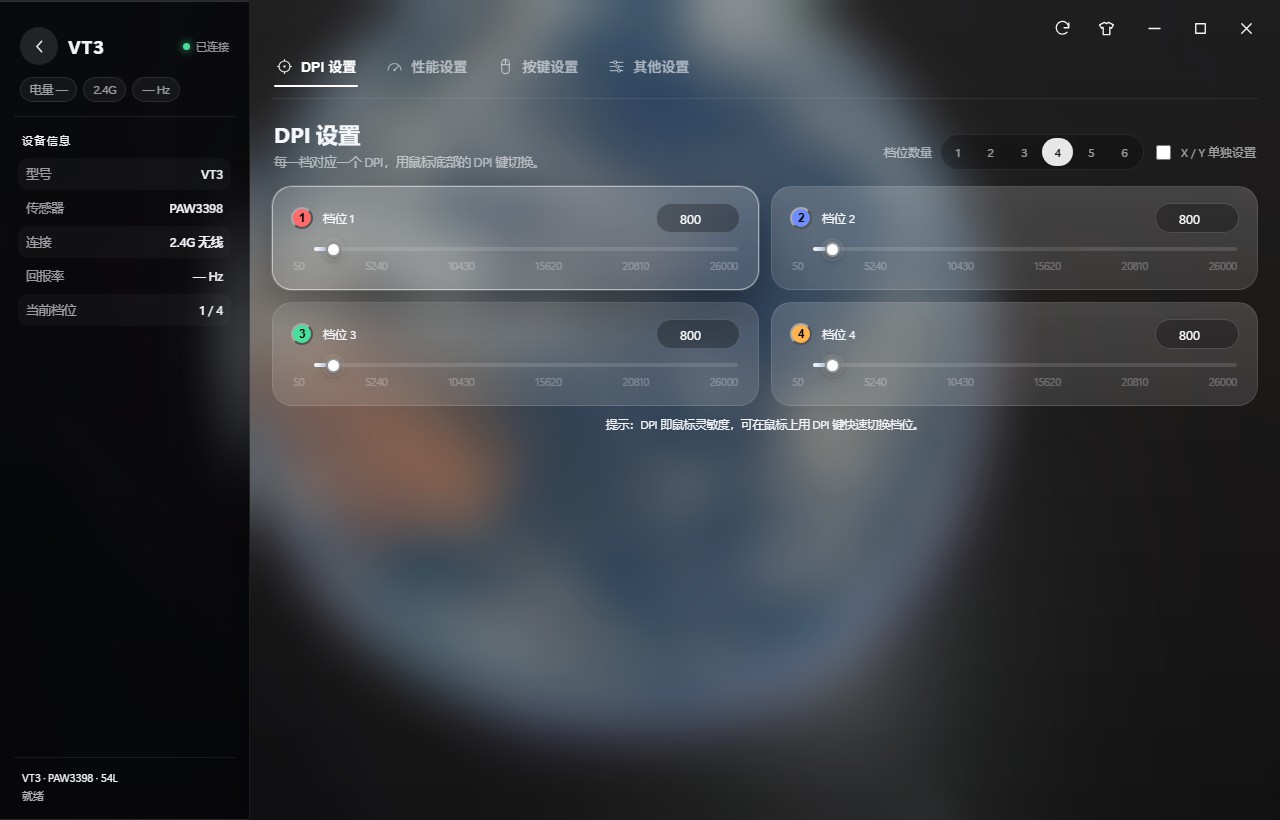 VT3
已连接
电量 —
2.4G
— Hz
设备信息
型号 VT3
传感器 PAW3398
连接 2.4G 无线
回报率 — Hz
当前档位 1 / 4
VT3 · PAW3398 · 54L
就绪
DPI 设置 性能设置 按键设置 其他设置
DPI 设置
每一档对应一个 DPI，用鼠标底部的 DPI 键切换。
档位数量 1 2 3 4 5 6 X / Y 单独设置
1 档位 1 800
50 5240 10430 15620 20810 26000
2 档位 2 800
50 5240 10430 15620 20810 26000
3 档位 3 800
50 5240 10430 15620 20810 26000
4 档位 4 800
50 5240 10430 15620 20810 26000
提示：DPI 即鼠标灵敏度，可在鼠标上用 DPI 键快速切换档位。